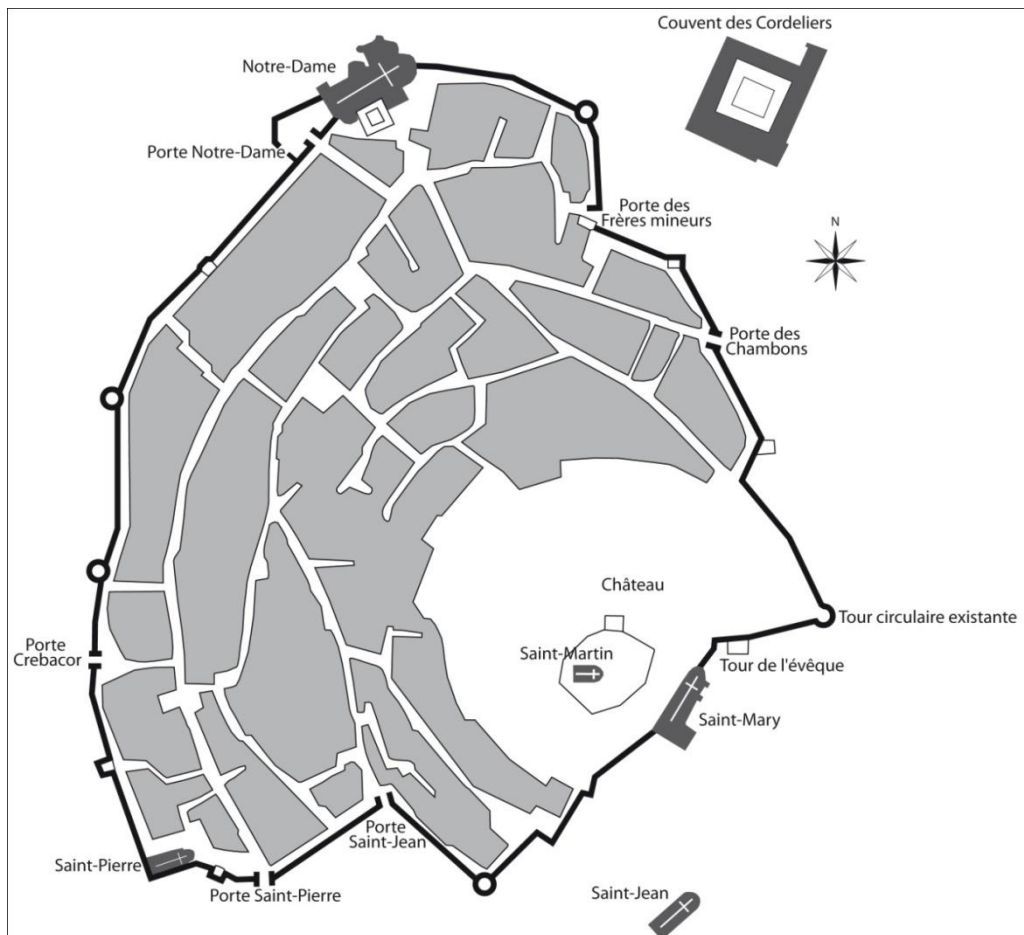 Couvent des Cordeliers
Notre-Dame
Porte Notre-Dame
Porte des
Frères mineurs
N
Porte des
Chambons
Château
Tour circulaire existante
Porte
Crebacor
Saint-Martin
Tour de l'évêque
Saint-Mary
Porte
Saint-Jean
Saint-Pierre
Porte Saint-Pierre
Saint-Jean